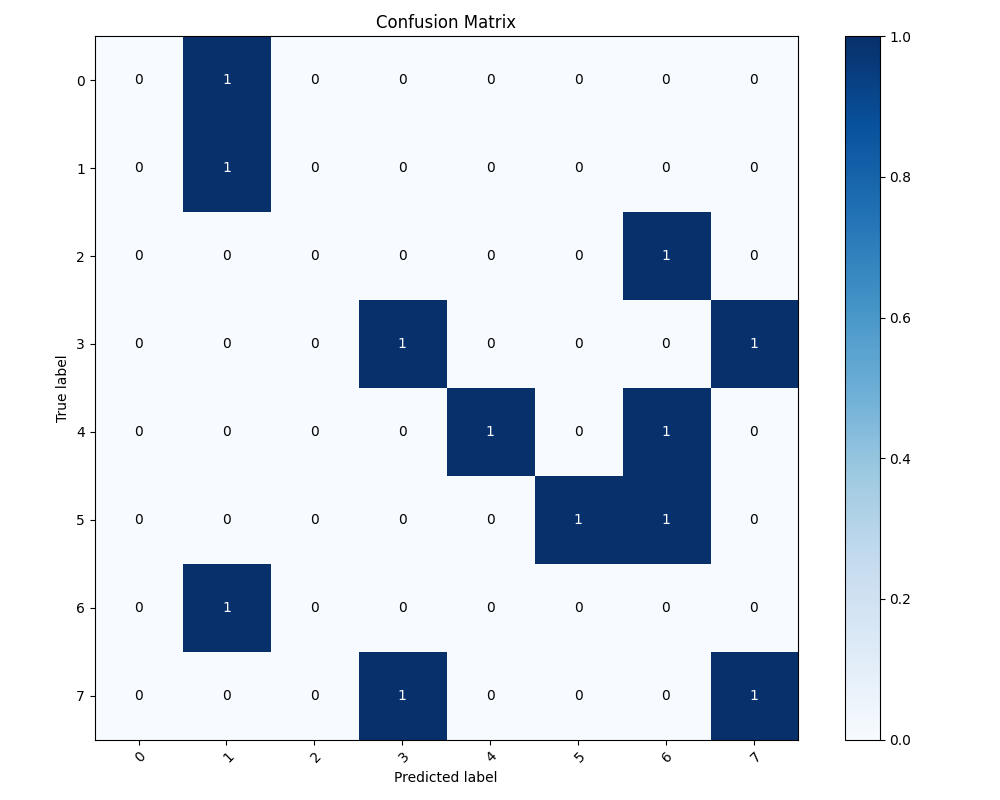 Confusion Matrix
0 0 1 0 0 0 0 0 0
1 0 1 0 0 0 0 0 0
2 0 0 0 0 0 0 1 0
3 0 0 0 1 0 0 0 1
4 0 0 0 0 1 0 1 0
5 0 0 0 0 0 1 1 0
6 0 1 0 0 0 0 0 0
7 0 0 0 1 0 0 0 1
0 1 2 3 4 5 6 7
True label
Predicted label
1.0
0.8
0.6
0.4
0.2
0.0